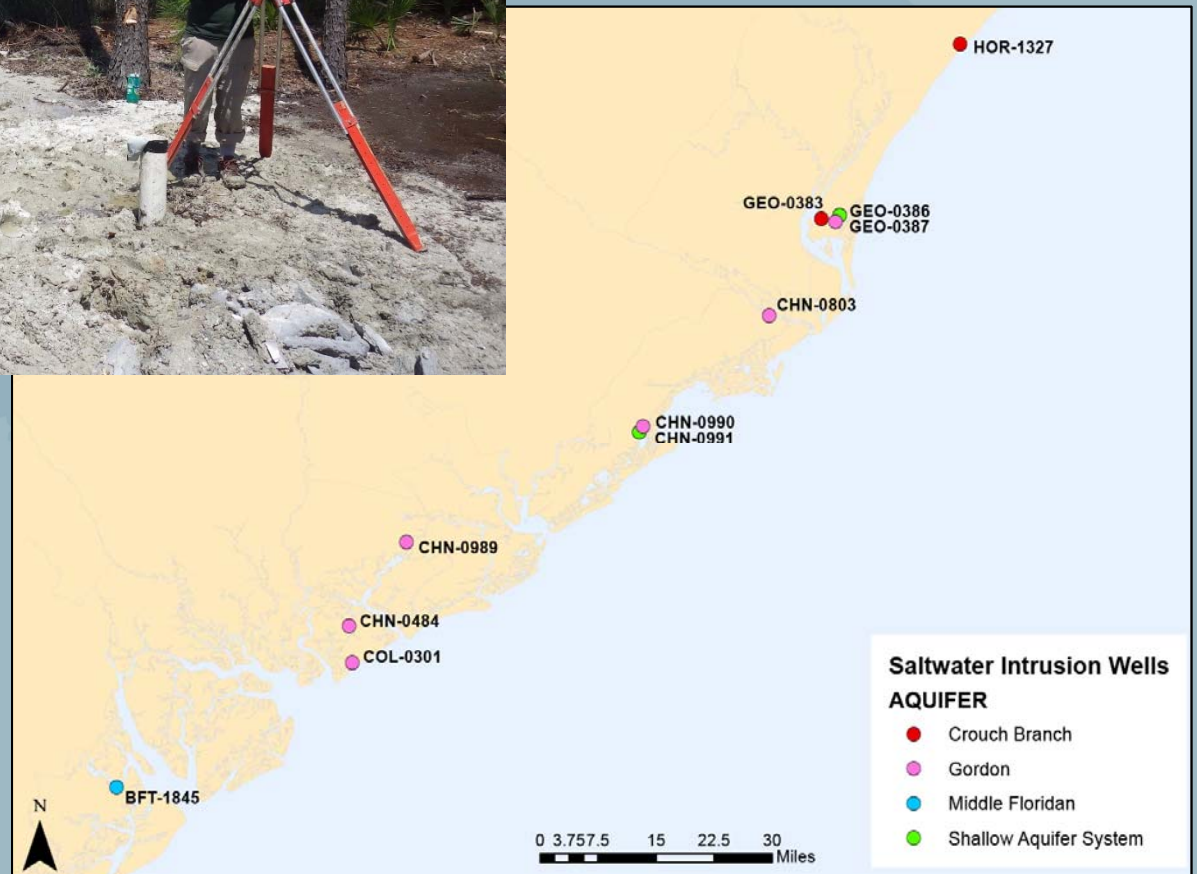 HOR-1327
GEO-0383
GEO-0386
GEO-0387
CHN-0803
CHN-0990
CHN-0991
CHN-0989
CHN-0484
COL-0301
BFT-1845
N
0 3.75 7.5 15 22.5 30
Miles
Saltwater Intrusion Wells
AQUIFER
Crouch Branch
Gordon
Middle Floridan
Shallow Aquifer System